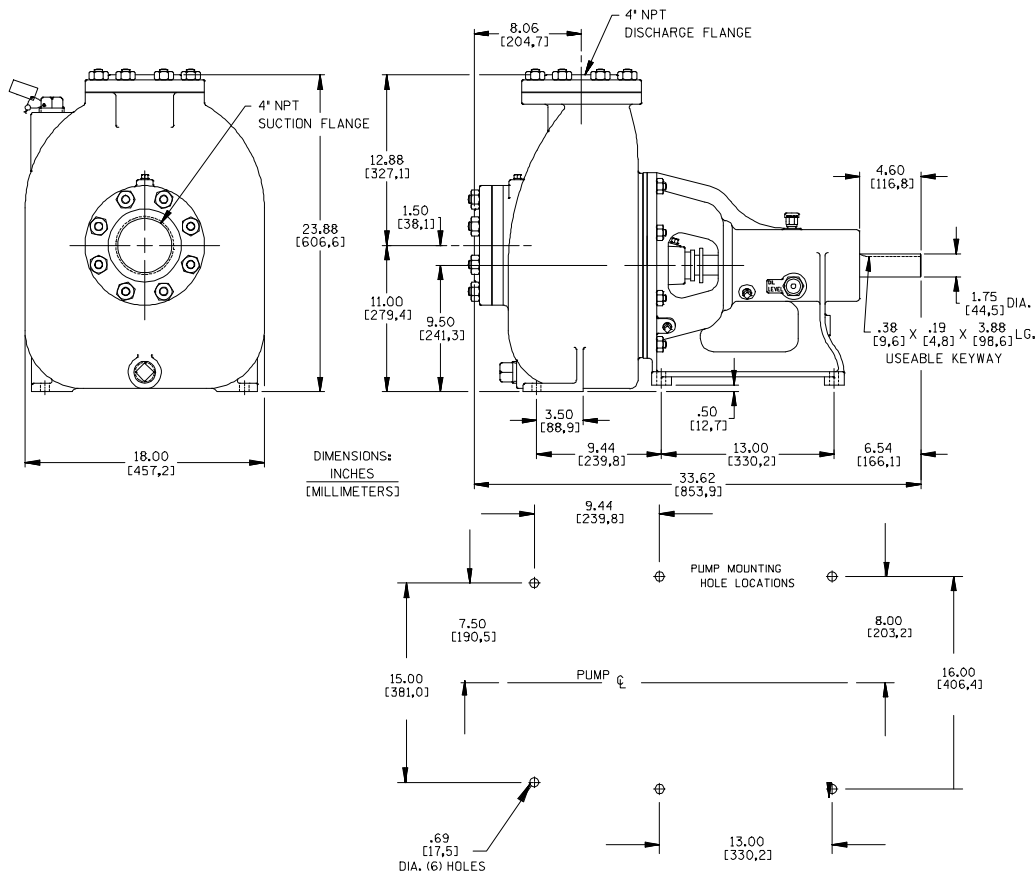 8.06
[204,7]
4" NPT
DISCHARGE FLANGE
4" NPT
SUCTION FLANGE
12.88
[327,1]
1.50
[38,1]
23.88
[606,6]
11.00
[279,4]
9.50
[241,3]
4.60
[116,8]
OIL
LEVEL
1.75 DIA.
[44,5]
.38 X .19 X 3.88 LG.
[9,6] [4,8] [98,6]
USEABLE KEYWAY
.50
[12,7]
3.50
[88,9]
18.00
[457,2]
DIMENSIONS:
INCHES
[MILLIMETERS]
9.44
[239,8]
13.00
[330,2]
6.54
[166,1]
33.62
[853,9]
9.44
[239,8]
PUMP MOUNTING
HOLE LOCATIONS
7.50
[190,5]
8.00
[203,2]
15.00
[381,0]
PUMP ℄
16.00
[406,4]
.69
[17,5]
DIA. (6) HOLES
13.00
[330,2]